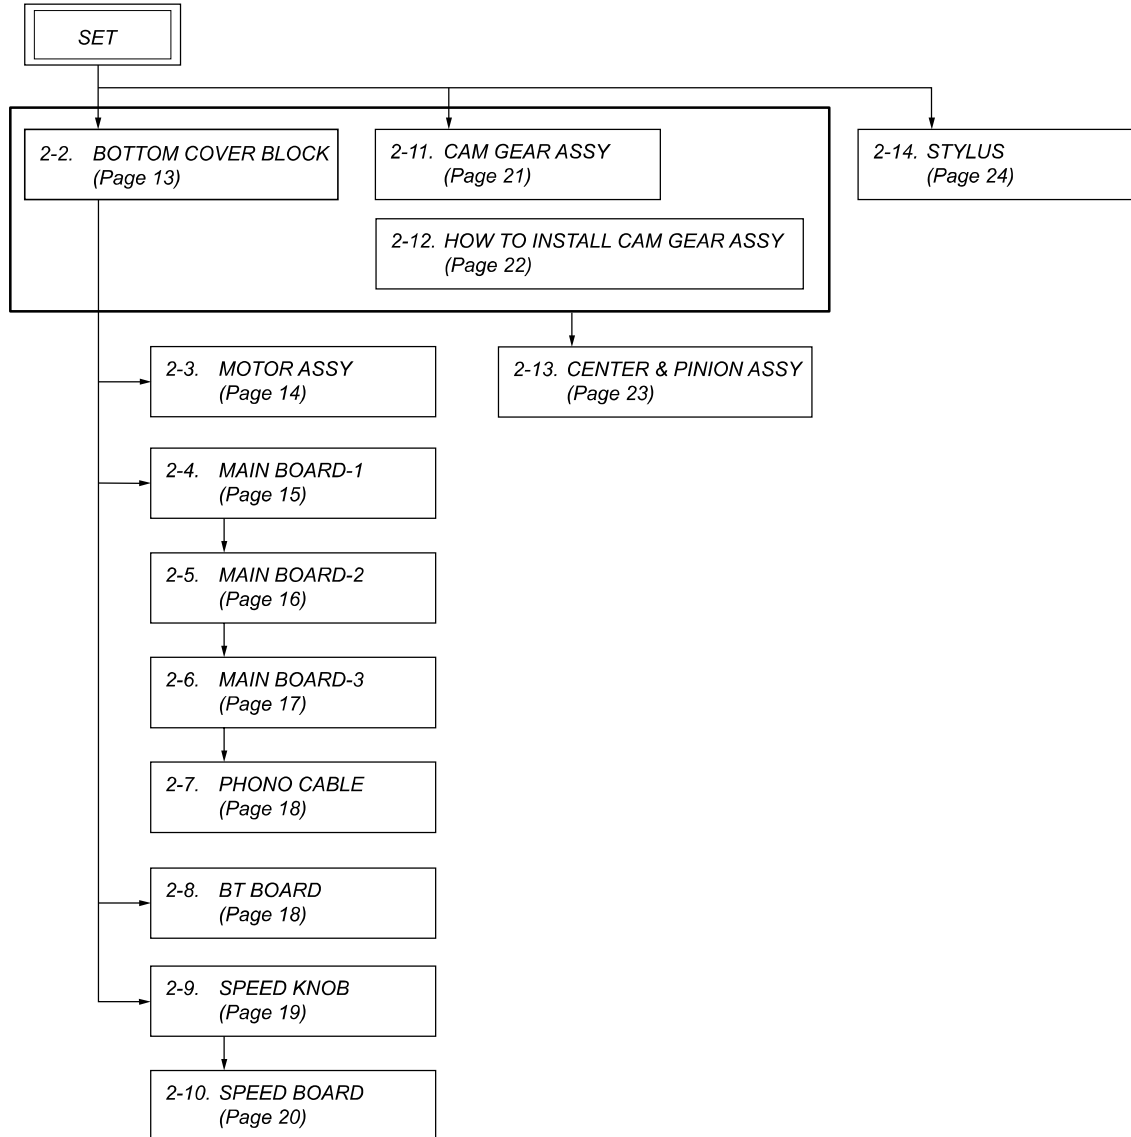 SET
2-2. BOTTOM COVER BLOCK
(Page 13)
2-11. CAM GEAR ASSY
(Page 21)
2-14. STYLUS
(Page 24)
2-12. HOW TO INSTALL CAM GEAR ASSY
(Page 22)
2-3. MOTOR ASSY
(Page 14)
2-13. CENTER & PINION ASSY
(Page 23)
2-4. MAIN BOARD-1
(Page 15)
2-5. MAIN BOARD-2
(Page 16)
2-6. MAIN BOARD-3
(Page 17)
2-7. PHONO CABLE
(Page 18)
2-8. BT BOARD
(Page 18)
2-9. SPEED KNOB
(Page 19)
2-10. SPEED BOARD
(Page 20)